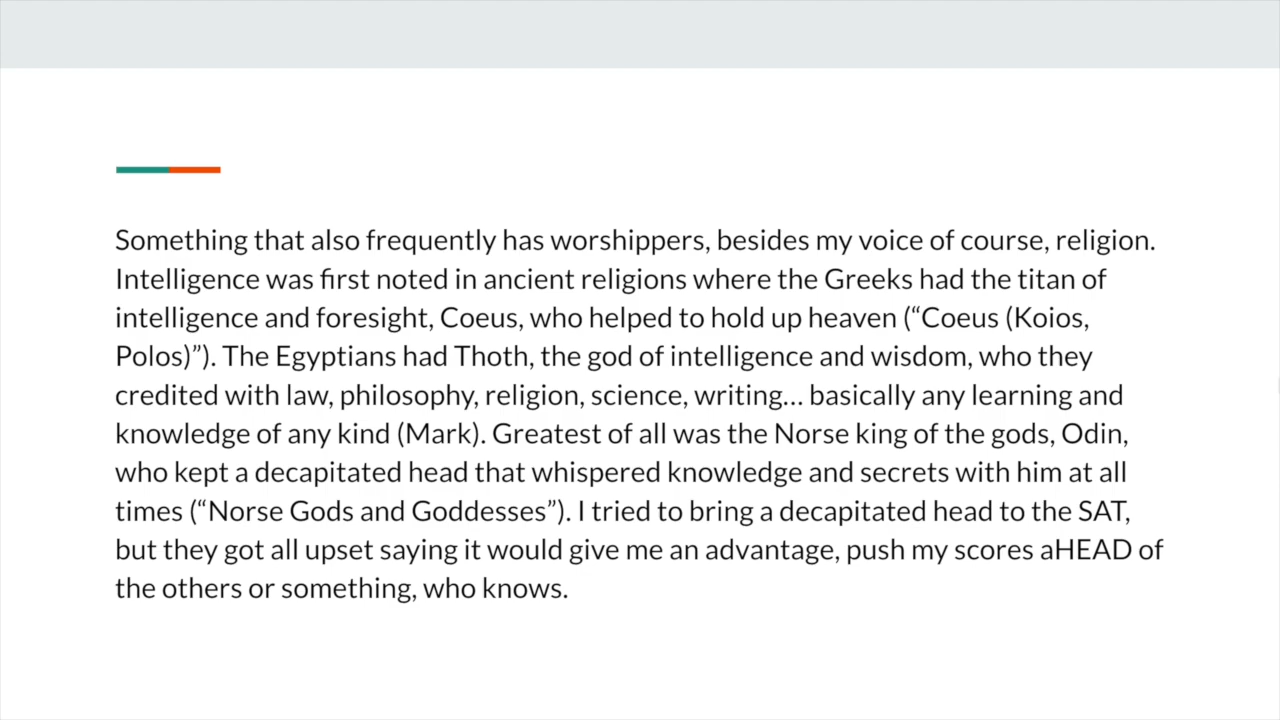 Something that also frequently has worshippers, besides my voice of course, religion.
Intelligence was first noted in ancient religions where the Greeks had the titan of
intelligence and foresight, Coeus, who helped to hold up heaven (“Coeus (Koios,
Polos)”). The Egyptians had Thoth, the god of intelligence and wisdom, who they
credited with law, philosophy, religion, science, writing… basically any learning and
knowledge of any kind (Mark). Greatest of all was the Norse king of the gods, Odin,
who kept a decapitated head that whispered knowledge and secrets with him at all
times (“Norse Gods and Goddesses”). I tried to bring a decapitated head to the SAT,
but they got all upset saying it would give me an advantage, push my scores aHEAD of
the others or something, who knows.